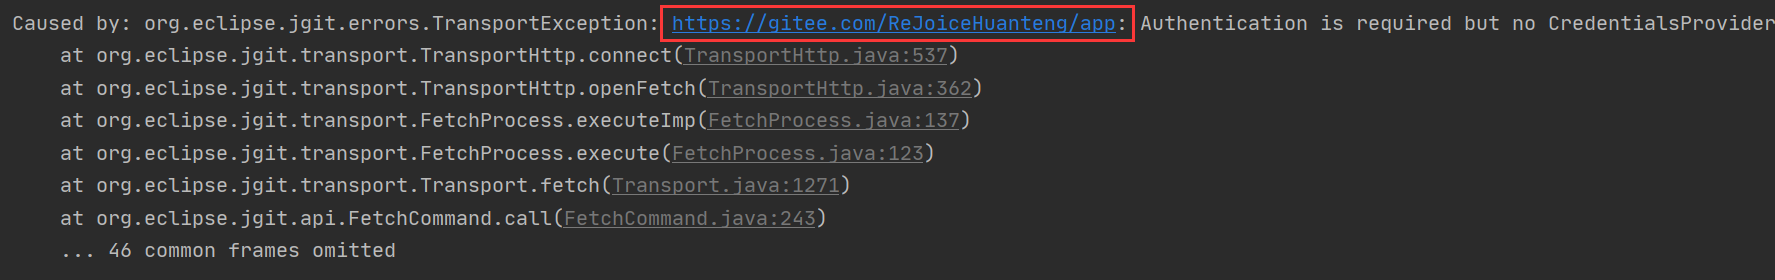 Caused by: org.eclipse.jgit.errors.TransportException: https://gitee.com/ReJoiceHuanteng/app: Authentication is required but no CredentialsProvider
at org.eclipse.jgit.transport.TransportHttp.connect(TransportHttp.java:537)
at org.eclipse.jgit.transport.TransportHttp.openFetch(TransportHttp.java:362)
at org.eclipse.jgit.transport.FetchProcess.executeImp(FetchProcess.java:137)
at org.eclipse.jgit.transport.FetchProcess.execute(FetchProcess.java:123)
at org.eclipse.jgit.transport.Transport.fetch(Transport.java:1271)
at org.eclipse.jgit.api.FetchCommand.call(FetchCommand.java:243)
... 46 common frames omitted